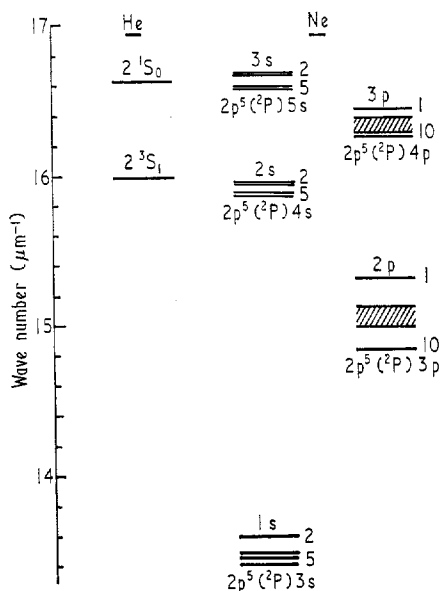 He
Ne
17
16
15
14
Wave number (μm⁻¹)
2 ¹S₀
2 ³S₁
3 s
2
5
2p⁵(²P) 5s
2 s
2
5
2p⁵(²P) 4s
1 s
2
5
2p⁵(²P) 3s
3 p
1
10
2p⁵(²P) 4p
2 p
1
10
2p⁵(²P) 3p